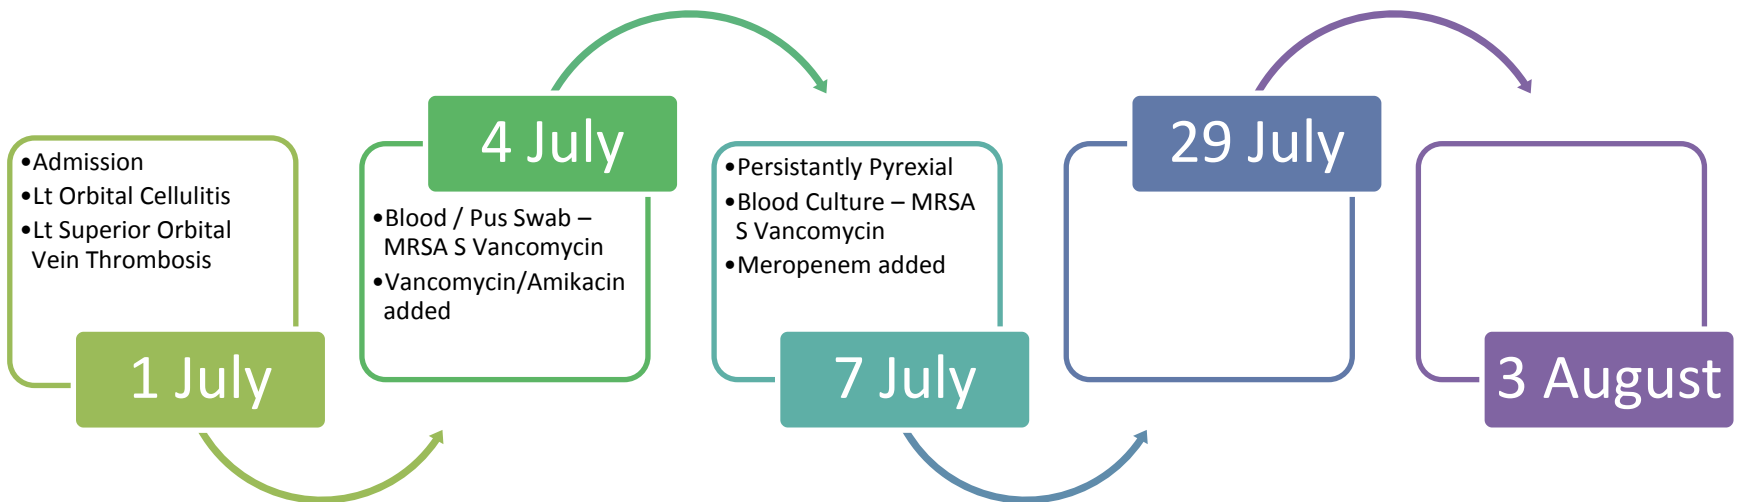 •Admission
•Lt Orbital Cellulitis
•Lt Superior Orbital
Vein Thrombosis
1 July
4 July
•Blood / Pus Swab –
MRSA S Vancomycin
•Vancomycin/Amikacin
added
•Persistantly Pyrexial
•Blood Culture – MRSA
S Vancomycin
•Meropenem added
7 July
29 July
3 August